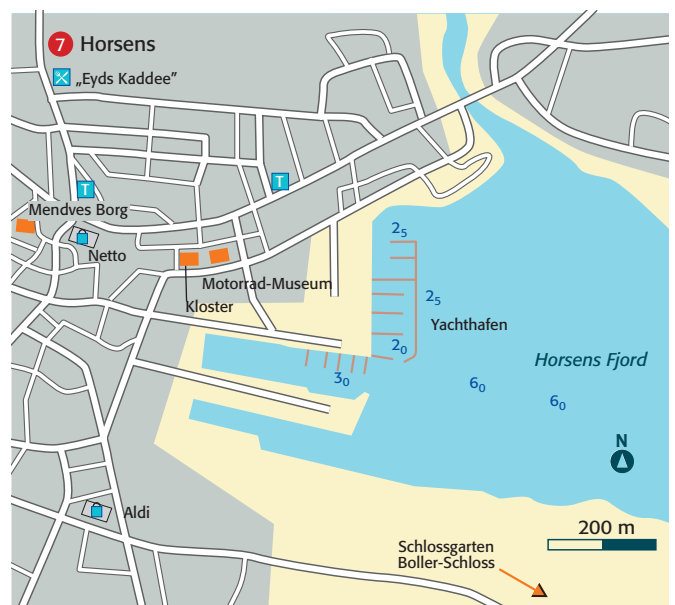 7 Horsens
„Eyds Kaddee”
T
T
Mendves Borg
Netto
Motorrad-Museum
Kloster
2₅
2₅
Yachthafen
2₀
3₀
6₀
6₀
Horsens Fjord
N
200 m
Aldi
Schlossgarten
Boller-Schloss